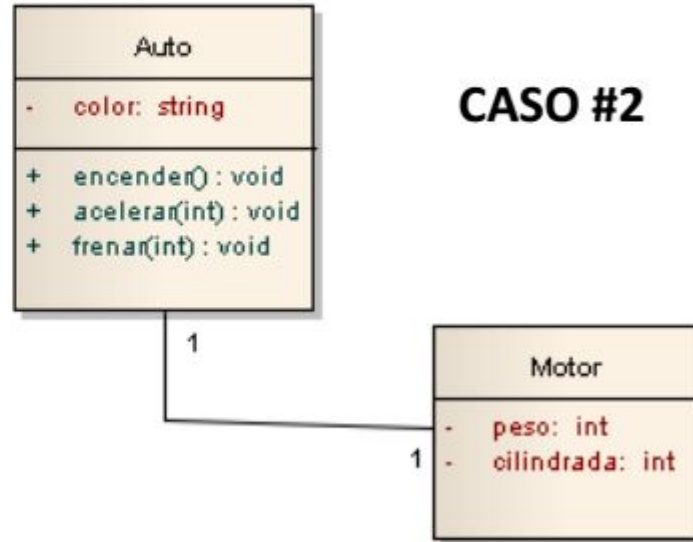 Auto
- color: string
+ encender() : void
+ acelerar(int) : void
+ frenar(int) : void
CASO #2
1
Motor
- peso: int
1
- cilindrada: int